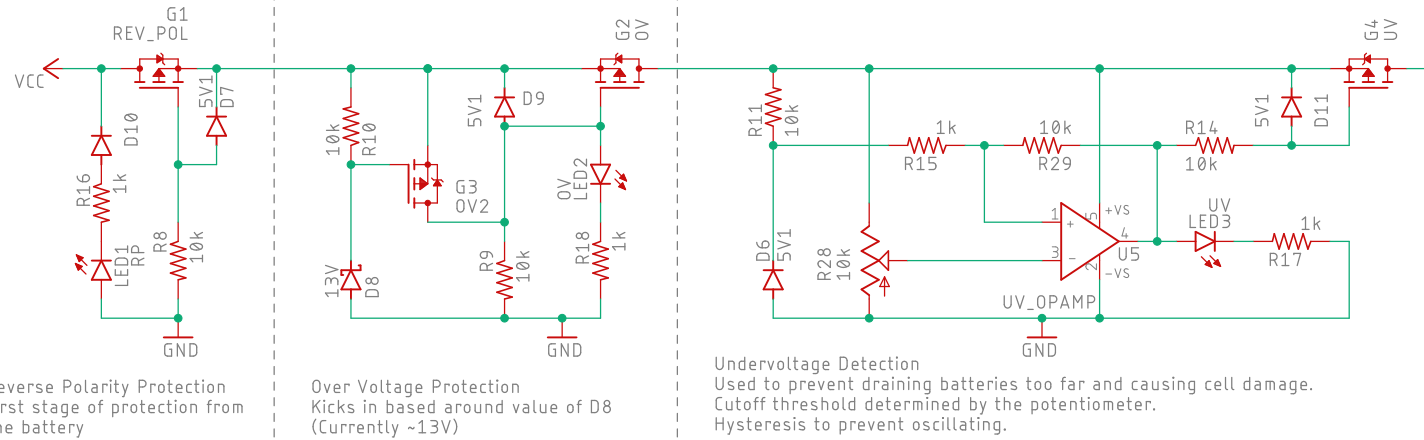 G1
REV_POL
VCC
5V1
D7
D10
R16
1k
LED1
RP
R8
10k
GND
everse Polarity Protection
rst stage of protection from
he battery
G2
OV
10k
R10
5V1
D9
G3
OV2
OV
LED2
13V
D8
R9
10k
R18
1k
GND
Over Voltage Protection
Kicks in based around value of D8
(Currently ~13V)
G4
UV
R11
10k
1k
R15
10k
R29
R14
10k
5V1
D11
D6
5V1
R28
10k
1
+
3
-
5
+VS
4
U5
2
-VS
UV_OPAMP
UV
LED3
1k
R17
GND
Undervoltage Detection
Used to prevent draining batteries too far and causing cell damage.
Cutoff threshold determined by the potentiometer.
Hysteresis to prevent oscillating.